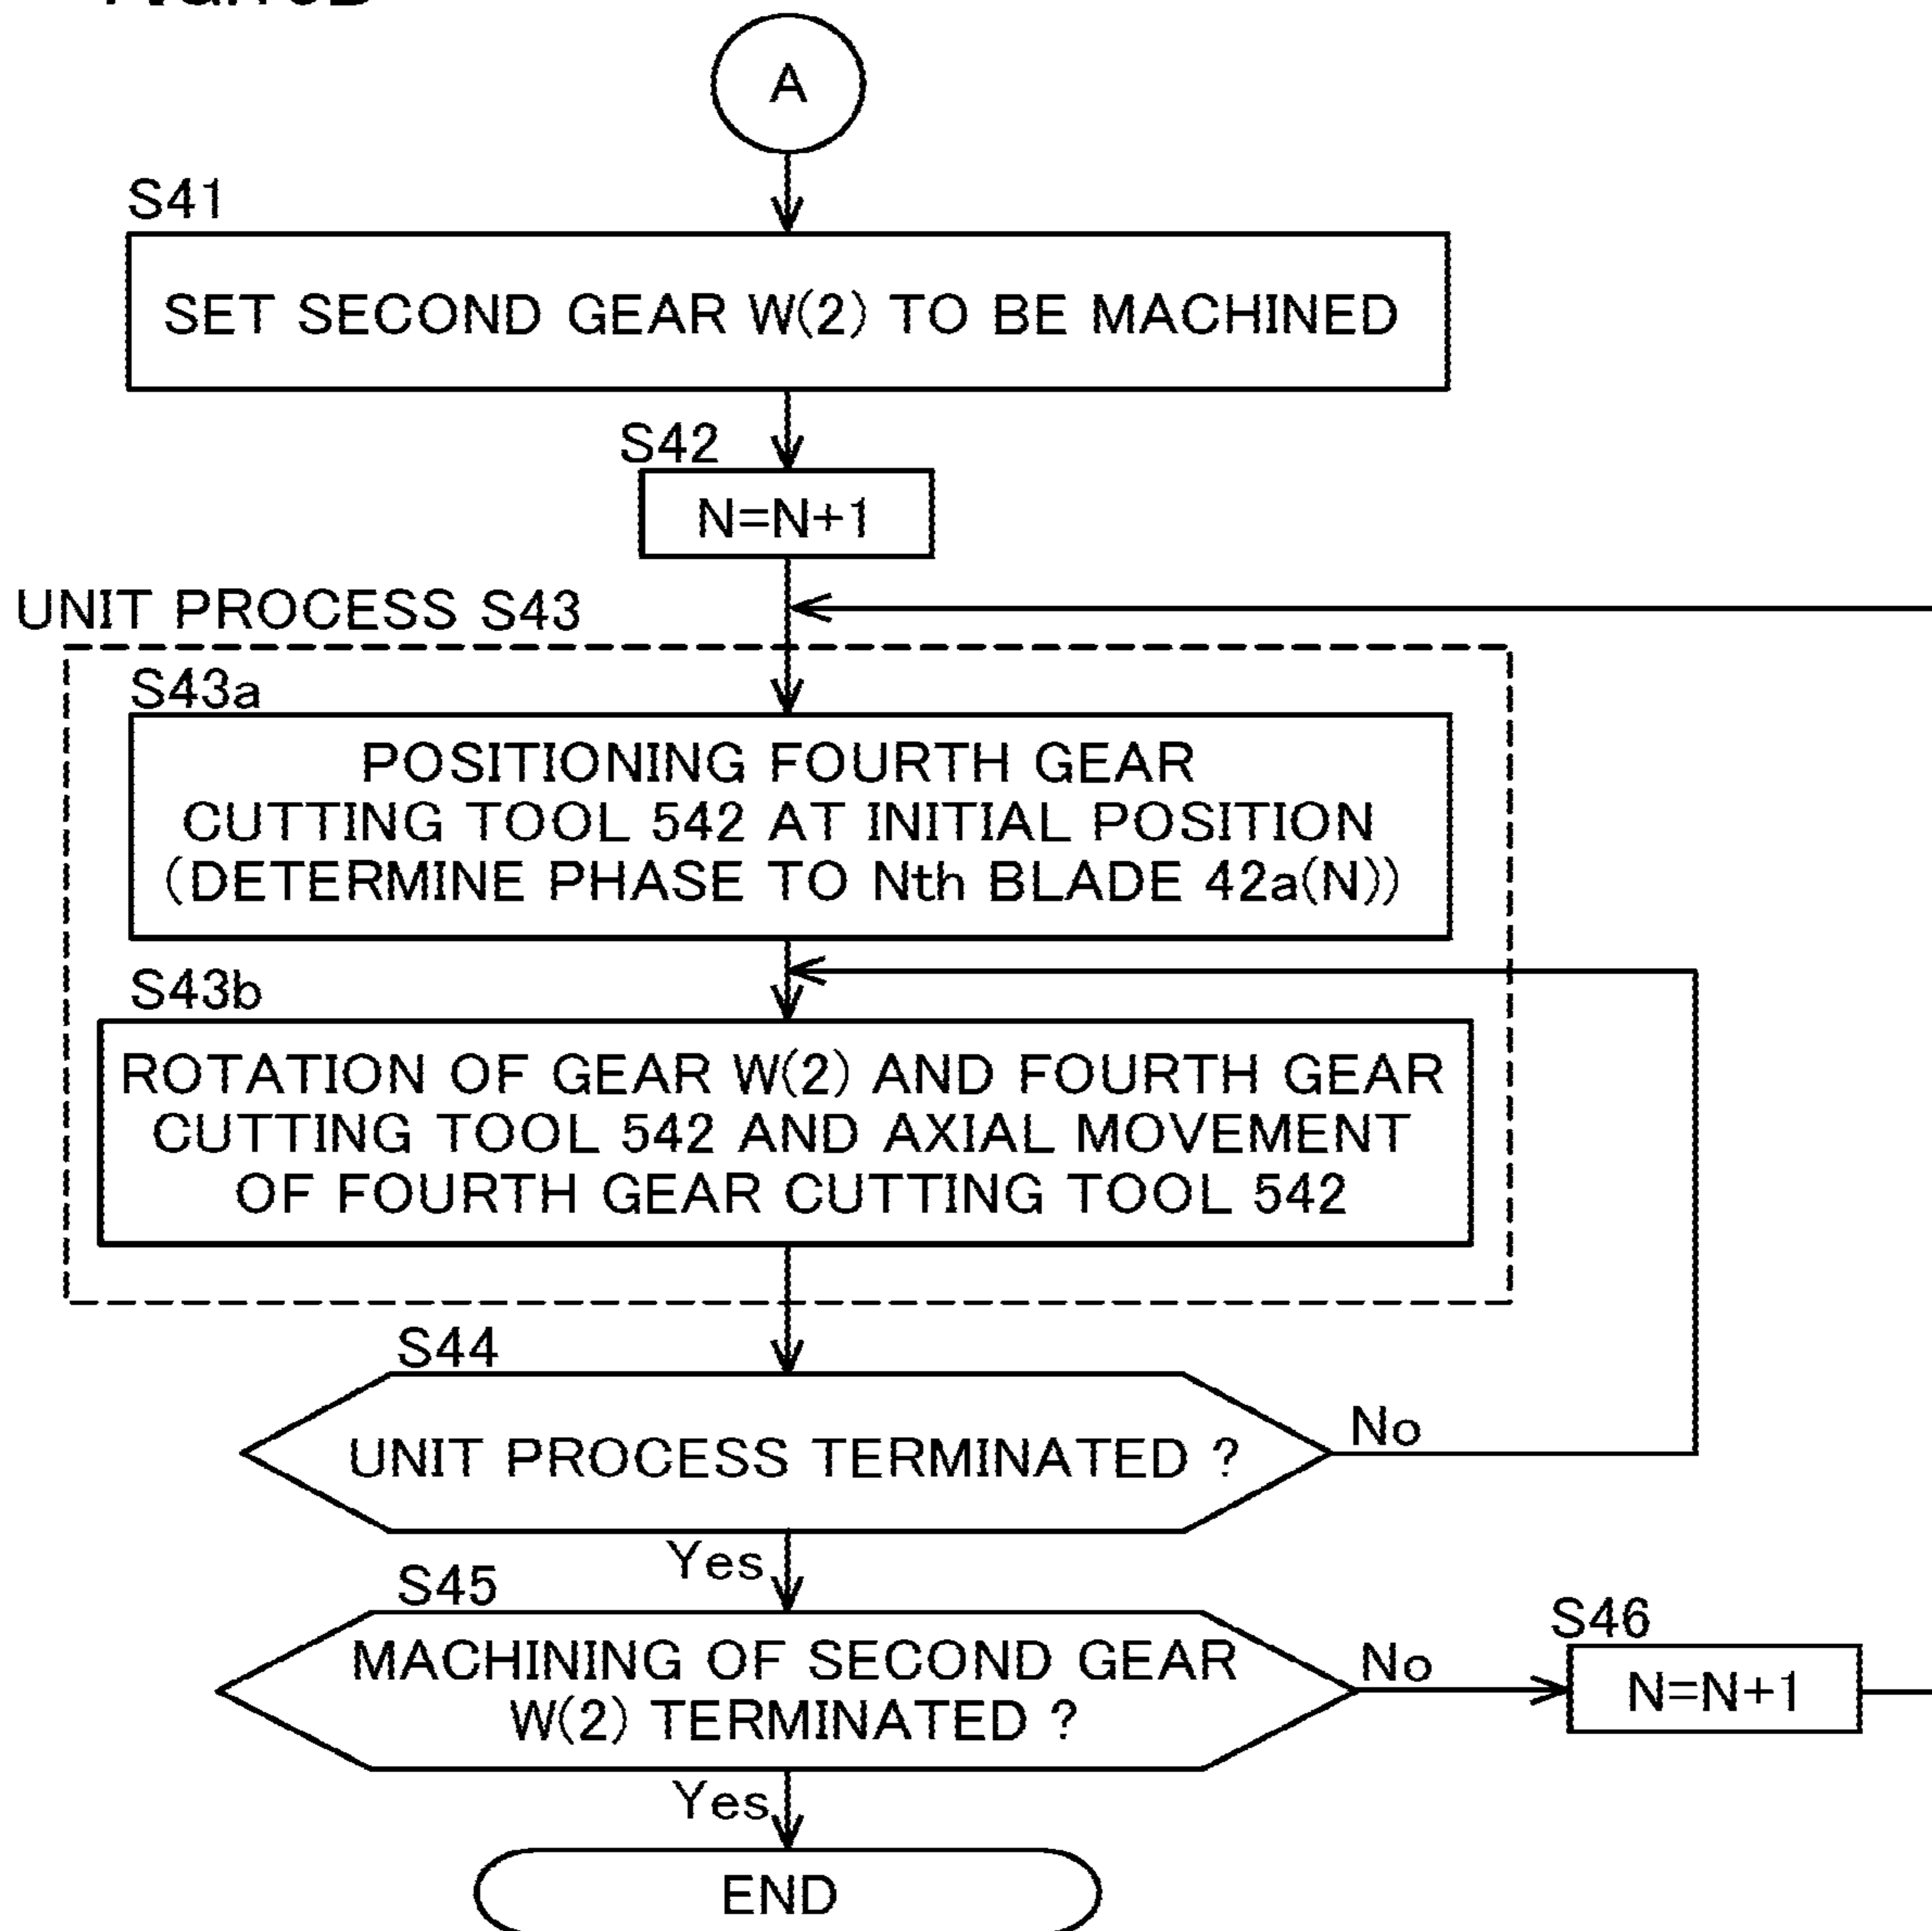 A
S41
SET SECOND GEAR W(2) TO BE MACHINED
S42
N=N+1
UNIT PROCESS S43
S43a
POSITIONING FOURTH GEAR
CUTTING TOOL 542 AT INITIAL POSITION
(DETERMINE PHASE TO Nth BLADE 42a(N))
S43b
ROTATION OF GEAR W(2) AND FOURTH GEAR
CUTTING TOOL 542 AND AXIAL MOVEMENT
OF FOURTH GEAR CUTTING TOOL 542
S44
UNIT PROCESS TERMINATED ?
No
Yes
S45
MACHINING OF SECOND GEAR
W(2) TERMINATED ?
No
S46
N=N+1
Yes
END